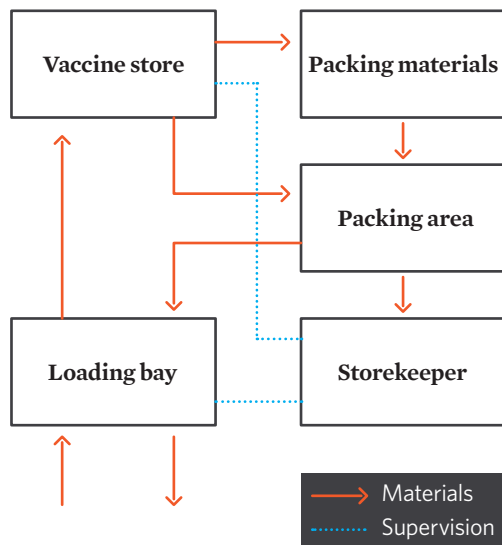 Vaccine store
Packing materials
Packing area
Loading bay
Storekeeper
Materials
Supervision